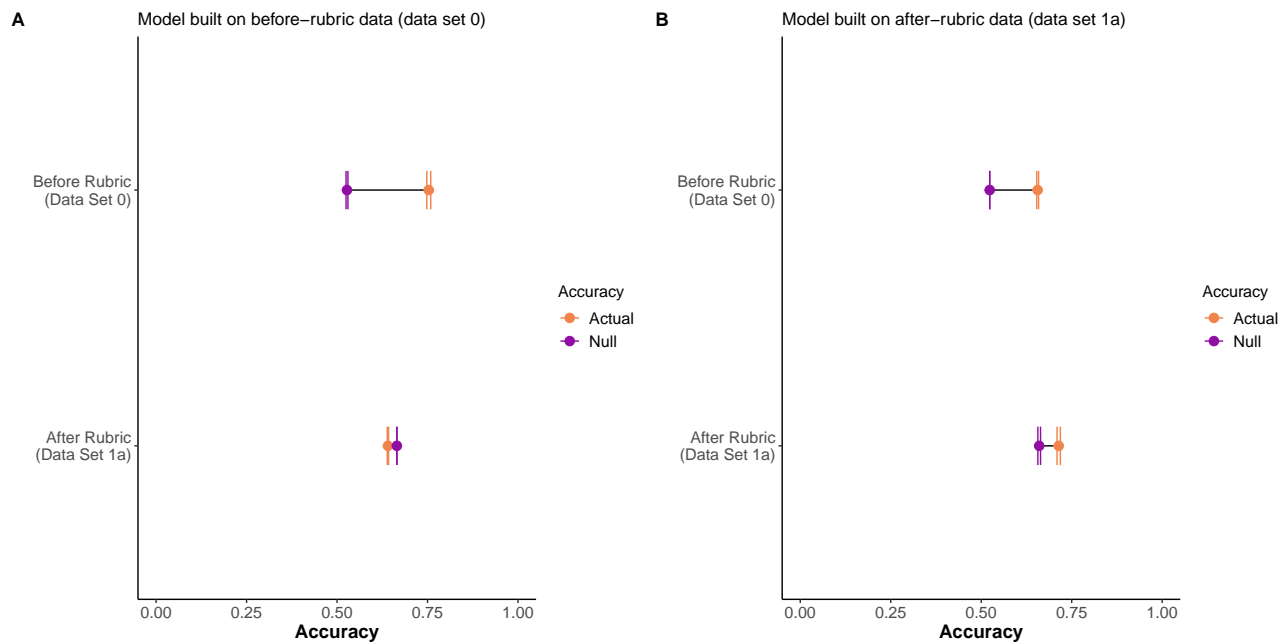 A
Model built on before−rubric data (data set 0)
Before Rubric
(Data Set 0)
After Rubric
(Data Set 1a)
0.00
0.25
0.50
0.75
1.00
Accuracy
Accuracy
Actual
Null
B
Model built on after−rubric data (data set 1a)
Before Rubric
(Data Set 0)
After Rubric
(Data Set 1a)
0.00
0.25
0.50
0.75
1.00
Accuracy
Accuracy
Actual
Null